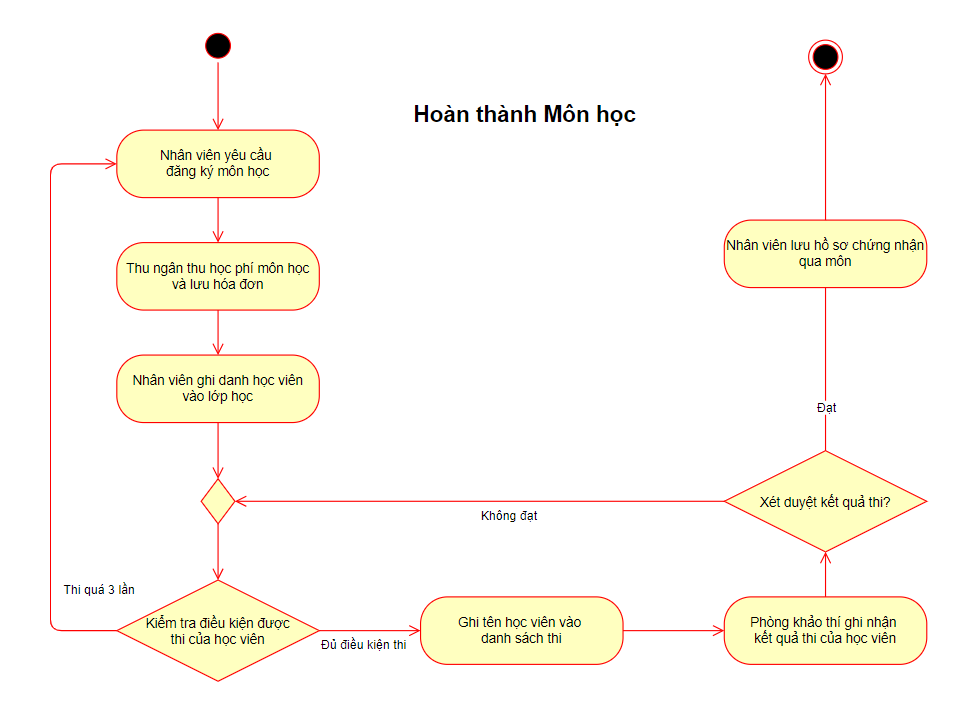 Hoàn thành Môn học
Nhân viên yêu cầu
đăng ký môn học
Thu ngân thu học phí môn học
và lưu hóa đơn
Nhân viên ghi danh học viên
vào lớp học
Thi quá 3 lần
Kiểm tra điều kiện được
thi của học viên
Đủ điều kiện thi
Ghi tên học viên vào
danh sách thi
Phòng khảo thí ghi nhận
kết quả thi của học viên
Xét duyệt kết quả thi?
Không đạt
Đạt
Nhân viên lưu hồ sơ chứng nhận
qua môn